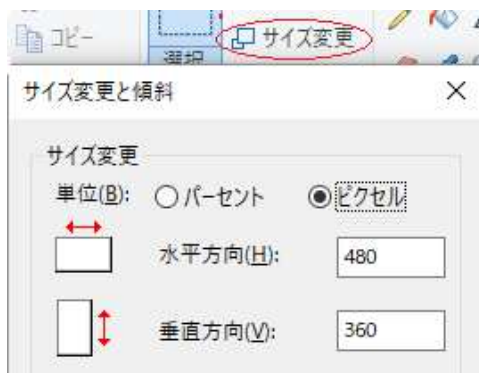 コピー
選択
サイズ変更
サイズ変更と傾斜
サイズ変更
単位(B): パーセント ピクセル
水平方向(H): 480
垂直方向(V): 360